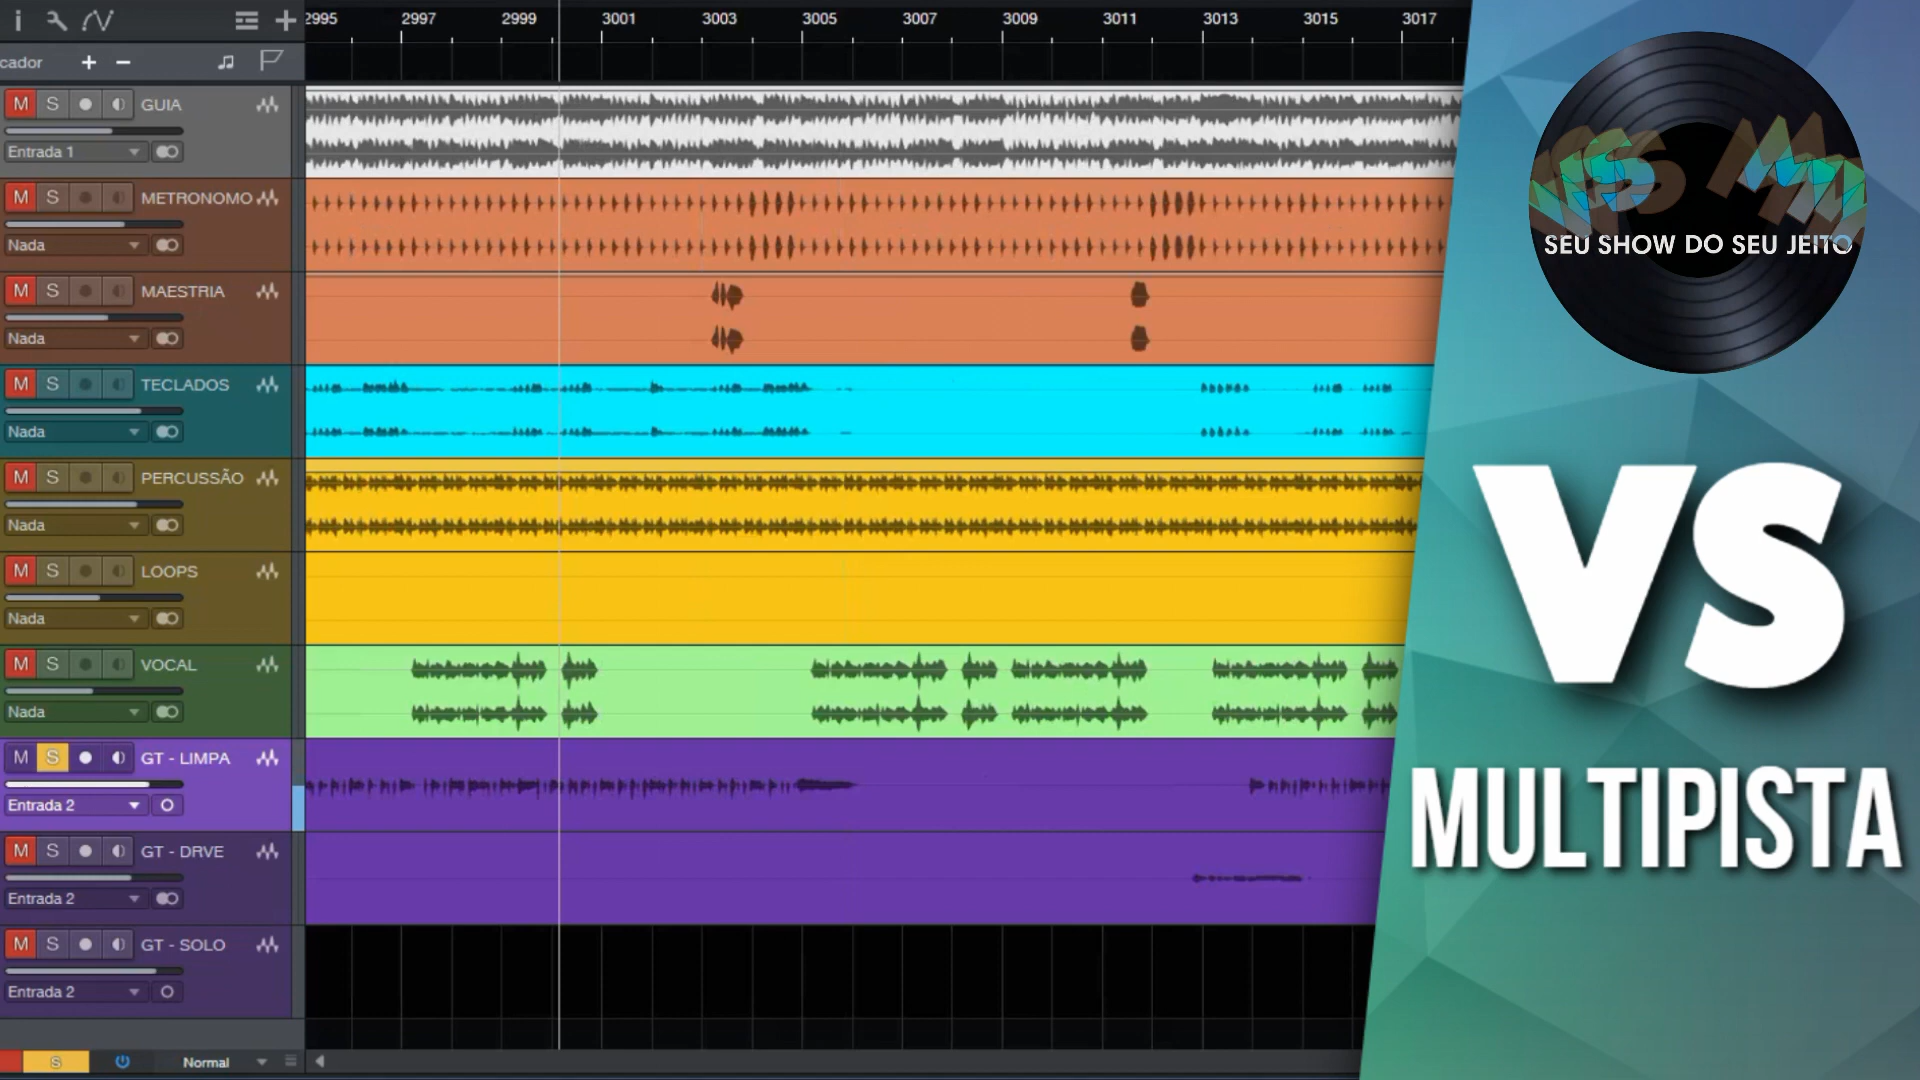 2995 2997 2999 3001 3003 3005 3007 3009 3011 3013 3015 3017
cador
M S GUIA
Entrada 1
M S METRONOMO
Nada
M S MAESTRIA
Nada
M S TECLADOS
Nada
M S PERCUSSÃO
Nada
M S LOOPS
Nada
M S VOCAL
Nada
M S GT - LIMPA
Entrada 2
M S GT - DRVE
Entrada 2
M S GT - SOLO
Entrada 2
S Normal
SEU SHOW DO SEU JEITO
VS
MULTIPISTA